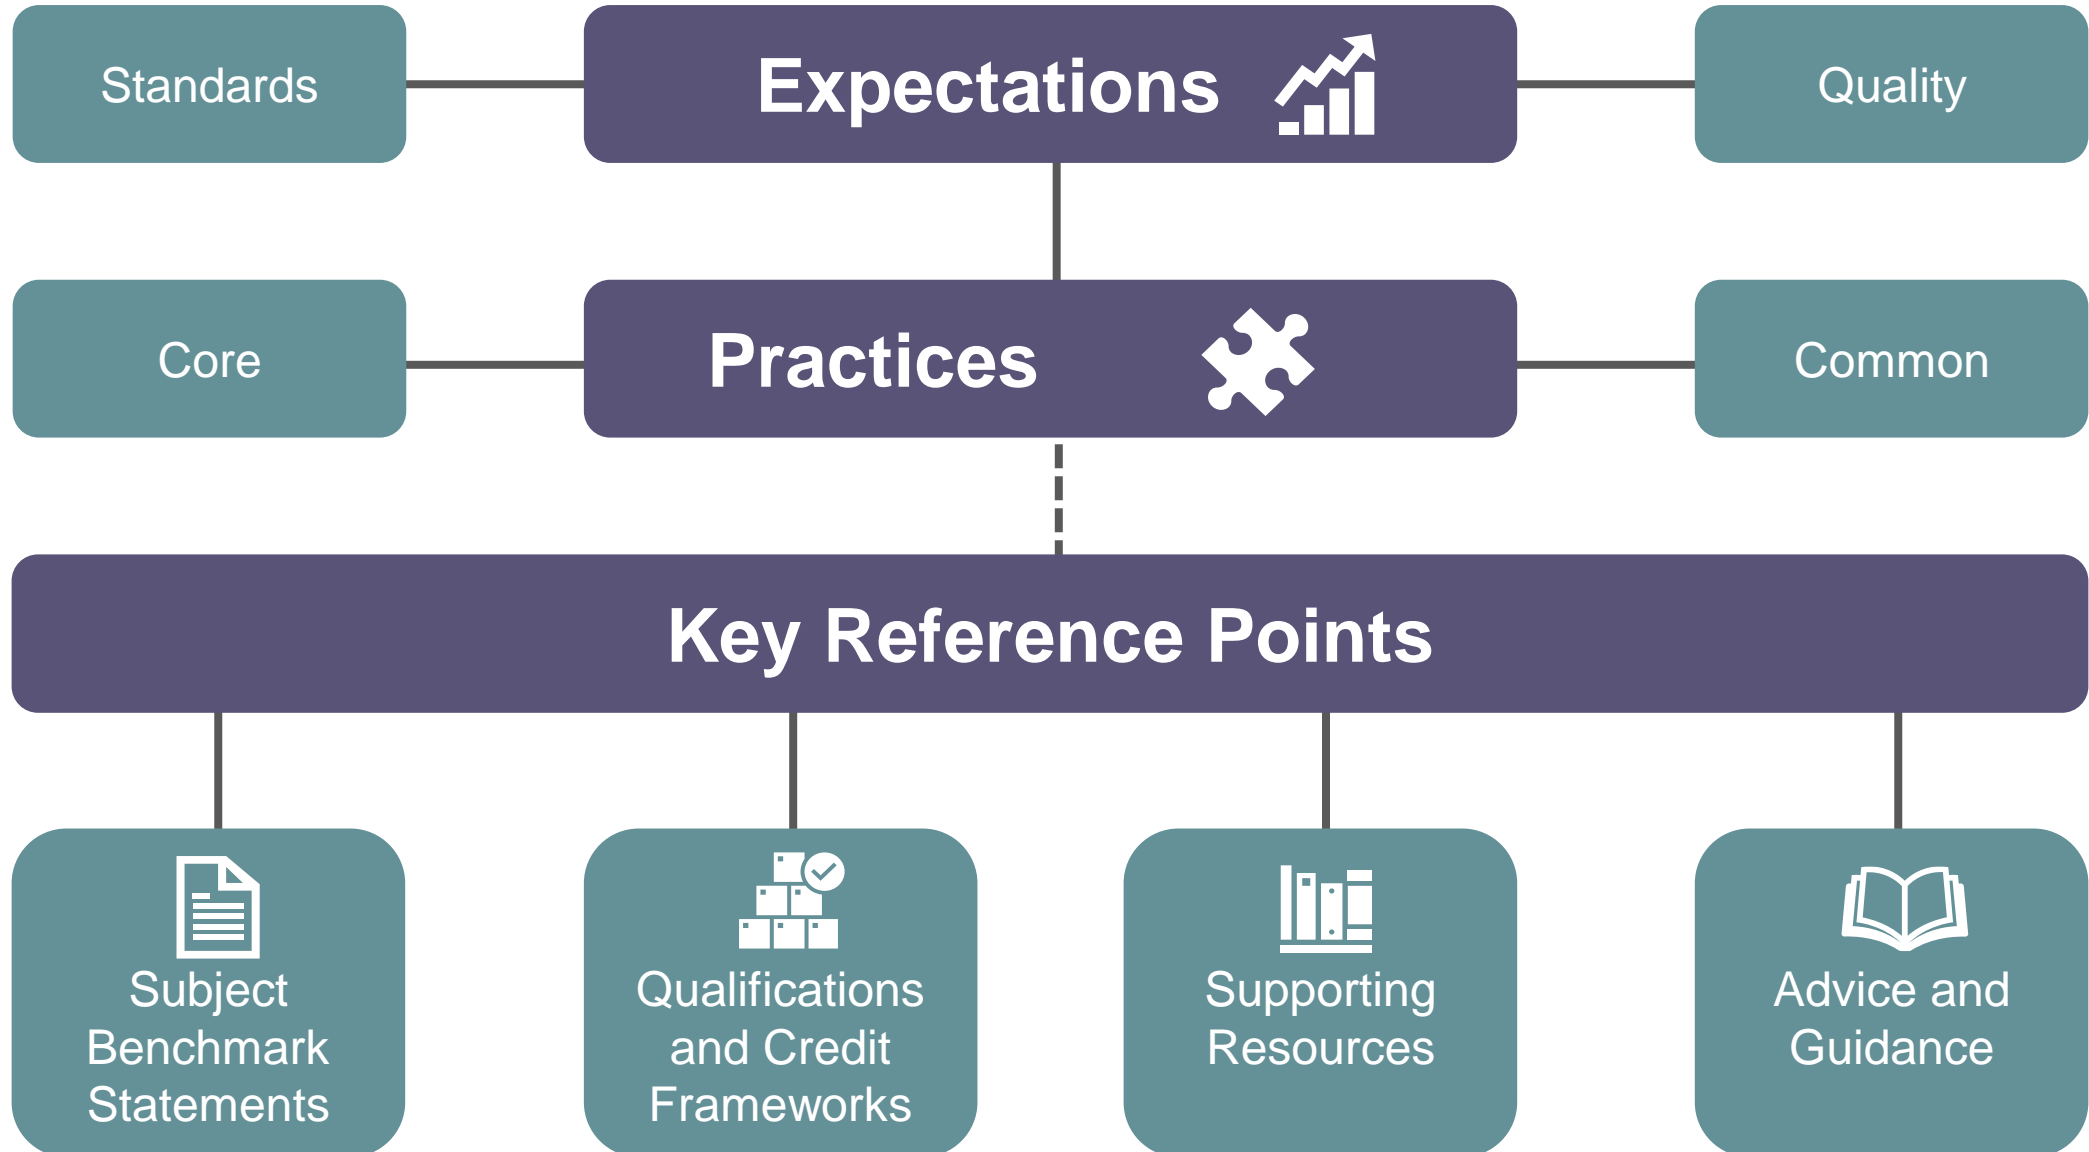 Standards
Expectations
Quality
Core
Practices
Common
Key Reference Points
Subject
Benchmark
Statements
Qualifications
and Credit
Frameworks
Supporting
Resources
Advice and
Guidance